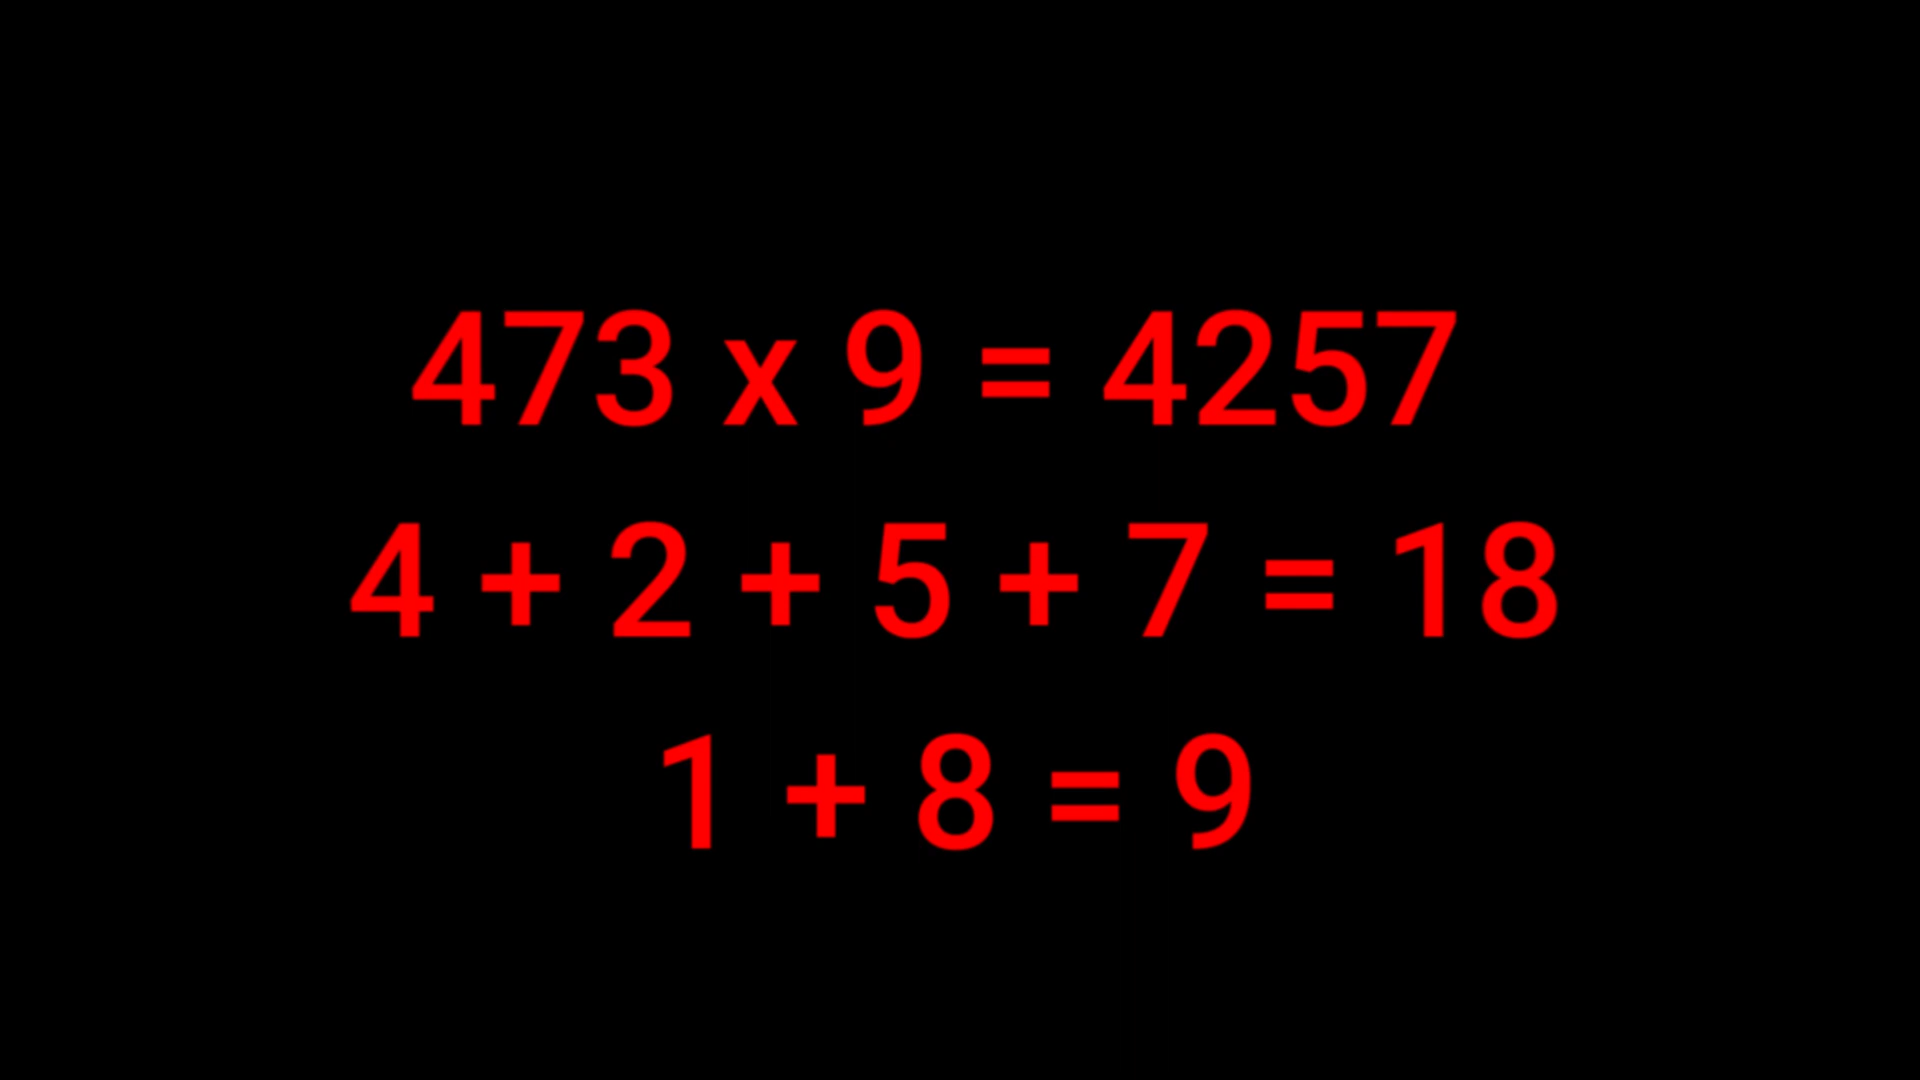 473 x 9 = 4257
4 + 2 + 5 + 7 = 18
1 + 8 = 9